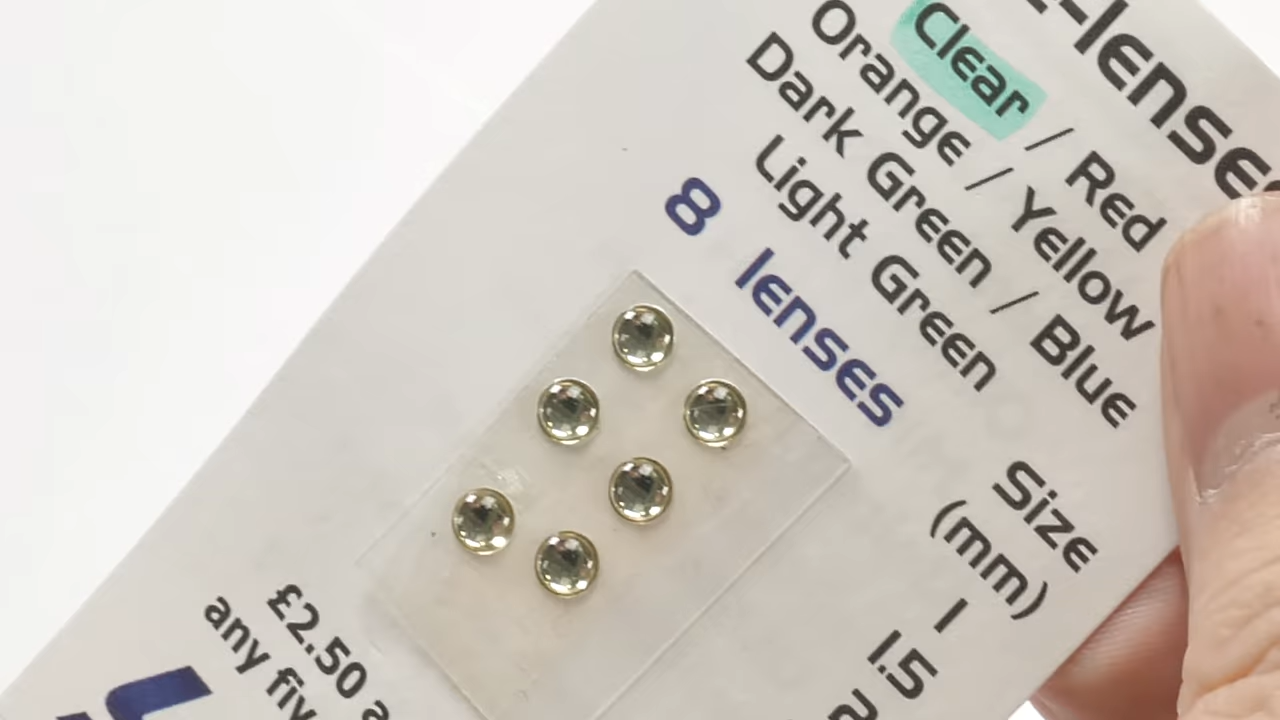 -lenses
Clear / Red
Orange / Yellow
Dark Green / Blue
Light Green
8 lenses
Size
(mm)
1
1.5
2
£2.50
any